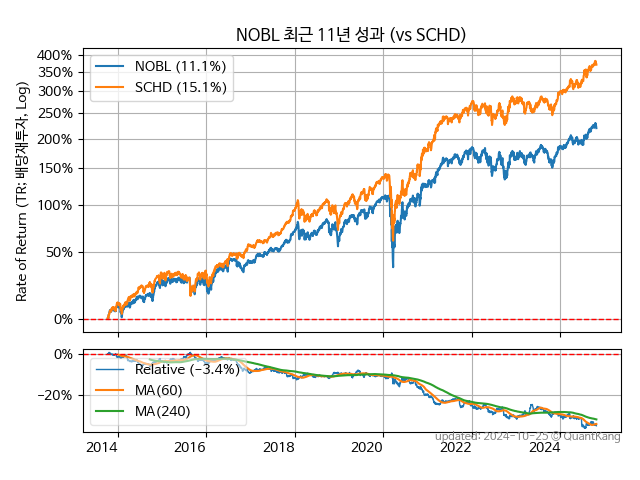 NOBL 최근 11년 성과 (vs SCHD)
Rate of Return (TR; 배당재투자, Log)
400%
350%
300%
250%
200%
150%
100%
50%
0%
NOBL (11.1%)
SCHD (15.1%)
0%
−20%
Relative (−3.4%)
MA(60)
MA(240)
updated: 2024-10-25 © QuantKang
2014 2016 2018 2020 2022 2024